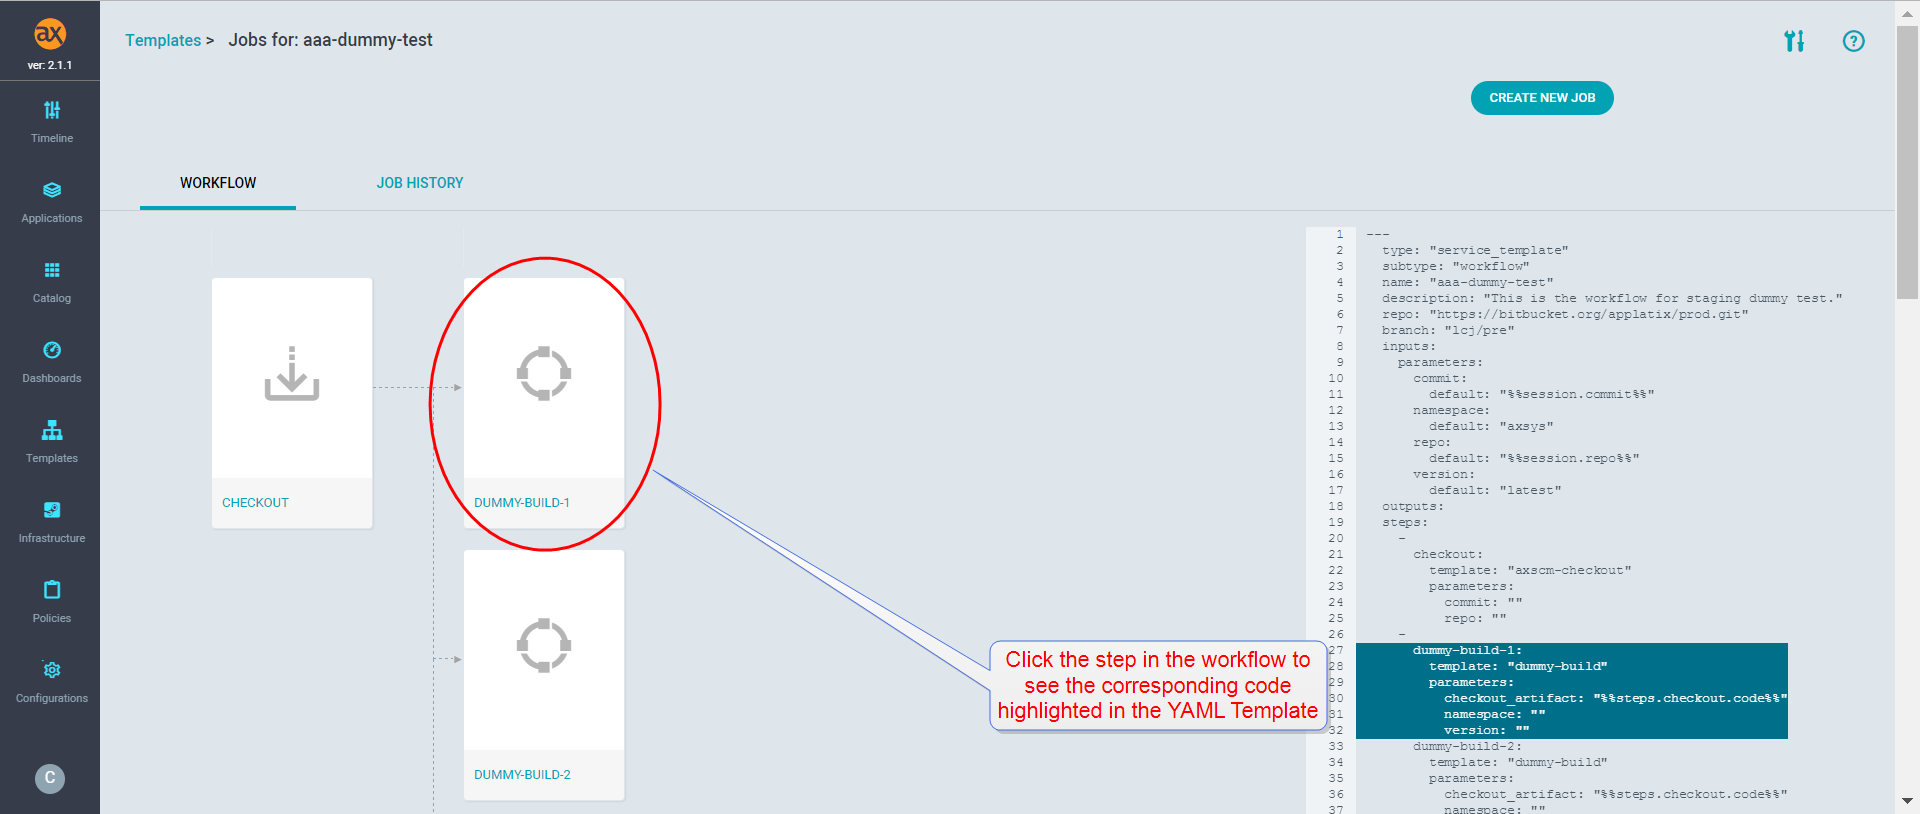 ax
ver: 2.1.1
Timeline
Applications
Catalog
Dashboards
Templates
Infrastructure
Policies
Configurations
C
Templates > Jobs for: aaa-dummy-test
?
CREATE NEW JOB
WORKFLOW
JOB HISTORY
CHECKOUT
DUMMY-BUILD-1
DUMMY-BUILD-2
Click the step in the workflow to
see the corresponding code
highlighted in the YAML Template
1 ---
2 type: "service_template"
3 subtype: "workflow"
4 name: "aaa-dummy-test"
5 description: "This is the workflow for staging dummy test."
6 repo: "https://bitbucket.org/applatix/prod.git"
7 branch: "lcj/pre"
8 inputs:
9 parameters:
10 commit:
11 default: "%%session.commit%%"
12 namespace:
13 default: "axsys"
14 repo:
15 default: "%%session.repo%%"
16 version:
17 default: "latest"
18 outputs:
19 steps:
20 -
21 checkout:
22 template: "axscm-checkout"
23 parameters:
24 commit: ""
25 repo: ""
26 -
27 dummy-build-1:
28 template: "dummy-build"
29 parameters:
30 checkout_artifact: "%%steps.checkout.code%%"
31 namespace: ""
32 version: ""
33 dummy-build-2:
34 template: "dummy-build"
35 parameters:
36 checkout_artifact: "%%steps.checkout.code%%"
37 namespace: ""